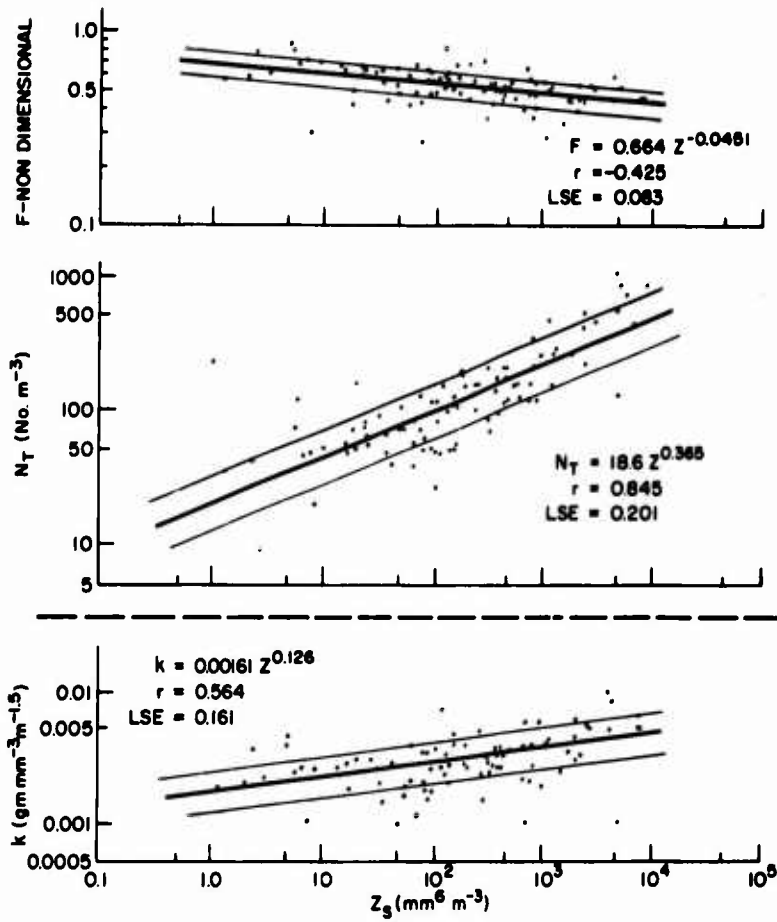 F-NON DIMENSIONAL
1.0
0.5
0.1
F = 0.664 Z^-0.0451
r = -0.425
LSE = 0.083
N_T (No. m^-3)
1000
500
100
50
10
5
N_T = 18.6 Z^0.365
r = 0.845
LSE = 0.201
k (gm mm^-3 m^-1.5)
0.01
0.005
0.001
0.0005
k = 0.00161 Z^0.126
r = 0.564
LSE = 0.161
0.1 1.0 10 10^2 10^3 10^4 10^5
Z_S (mm^6 m^-3)